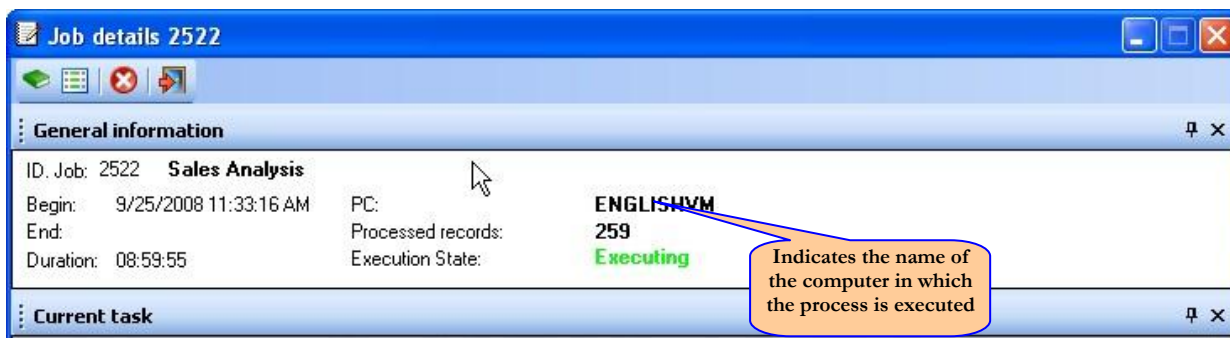 Job details 2522
General information
ID. Job: 2522 Sales Analysis
Begin: 9/25/2008 11:33:16 AM PC: ENGLISHVM
End: Processed records: 259
Duration: 08:59:55 Execution State: Executing
Indicates the name of
the computer in which
the process is executed
Current task